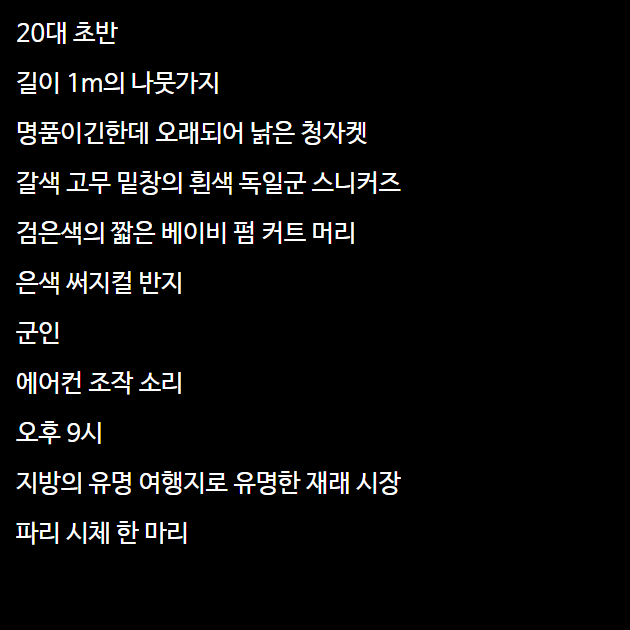 20대 초반
길이 1m의 나뭇가지
명품이긴한데 오래되어 낡은 청자켓
갈색 고무 밑창의 흰색 독일군 스니커즈
검은색의 짧은 베이비 펌 커트 머리
은색 써지컬 반지
군인
에어컨 조작 소리
오후 9시
지방의 유명 여행지로 유명한 재래 시장
파리 시체 한 마리